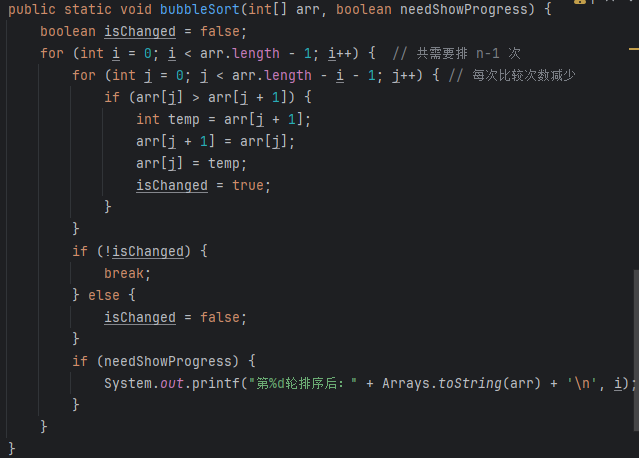 public static void bubbleSort(int[] arr, boolean needShowProgress) {
    boolean isChanged = false;
    for (int i = 0; i < arr.length - 1; i++) {  // 共需要排 n-1 次
        for (int j = 0; j < arr.length - i - 1; j++) { // 每次比较次数减少
            if (arr[j] > arr[j + 1]) {
                int temp = arr[j + 1];
                arr[j + 1] = arr[j];
                arr[j] = temp;
                isChanged = true;
            }
        }
        if (!isChanged) {
            break;
        } else {
            isChanged = false;
        }
        if (needShowProgress) {
            System.out.printf("第%d轮排序后：" + Arrays.toString(arr) + '\n', i);
        }
    }
}